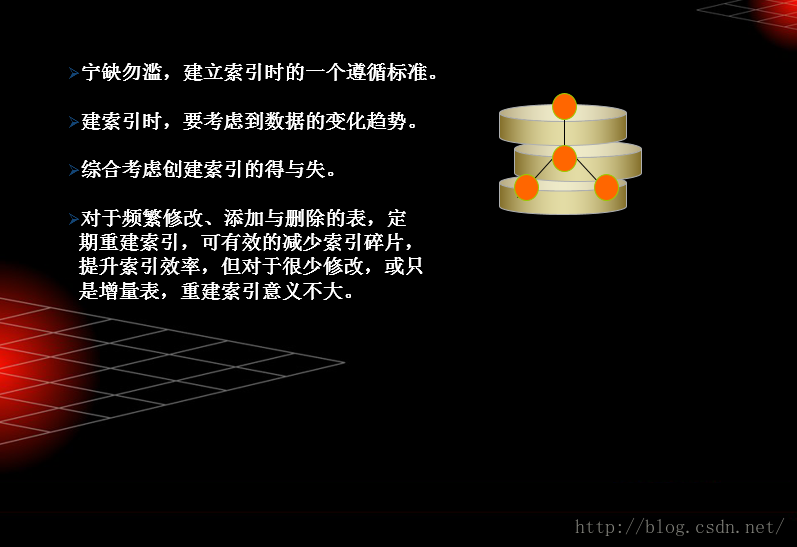 宁缺勿滥，建立索引时的一个遵循标准。
建索引时，要考虑到数据的变化趋势。
综合考虑创建索引的得与失。
对于频繁修改、添加与删除的表，定
期重建索引，可有效的减少索引碎片，
提升索引效率，但对于很少修改，或只
是增量表，重建索引意义不大。
http://blog.csdn.net/